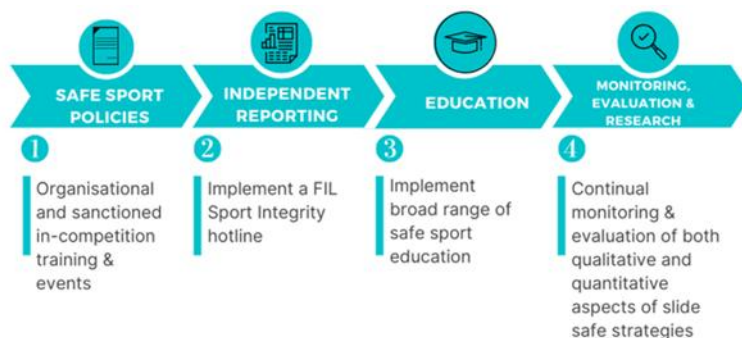 SAFE SPORT
POLICIES
INDEPENDENT
REPORTING
EDUCATION
MONITORING,
EVALUATION &
RESEARCH
1
Organisational
and sanctioned
in-competition
training &
events
2
Implement a FIL
Sport Integrity
hotline
3
Implement
broad range of
safe sport
education
4
Continual
monitoring &
evaluation of both
qualitative and
quantitative
aspects of slide
safe strategies